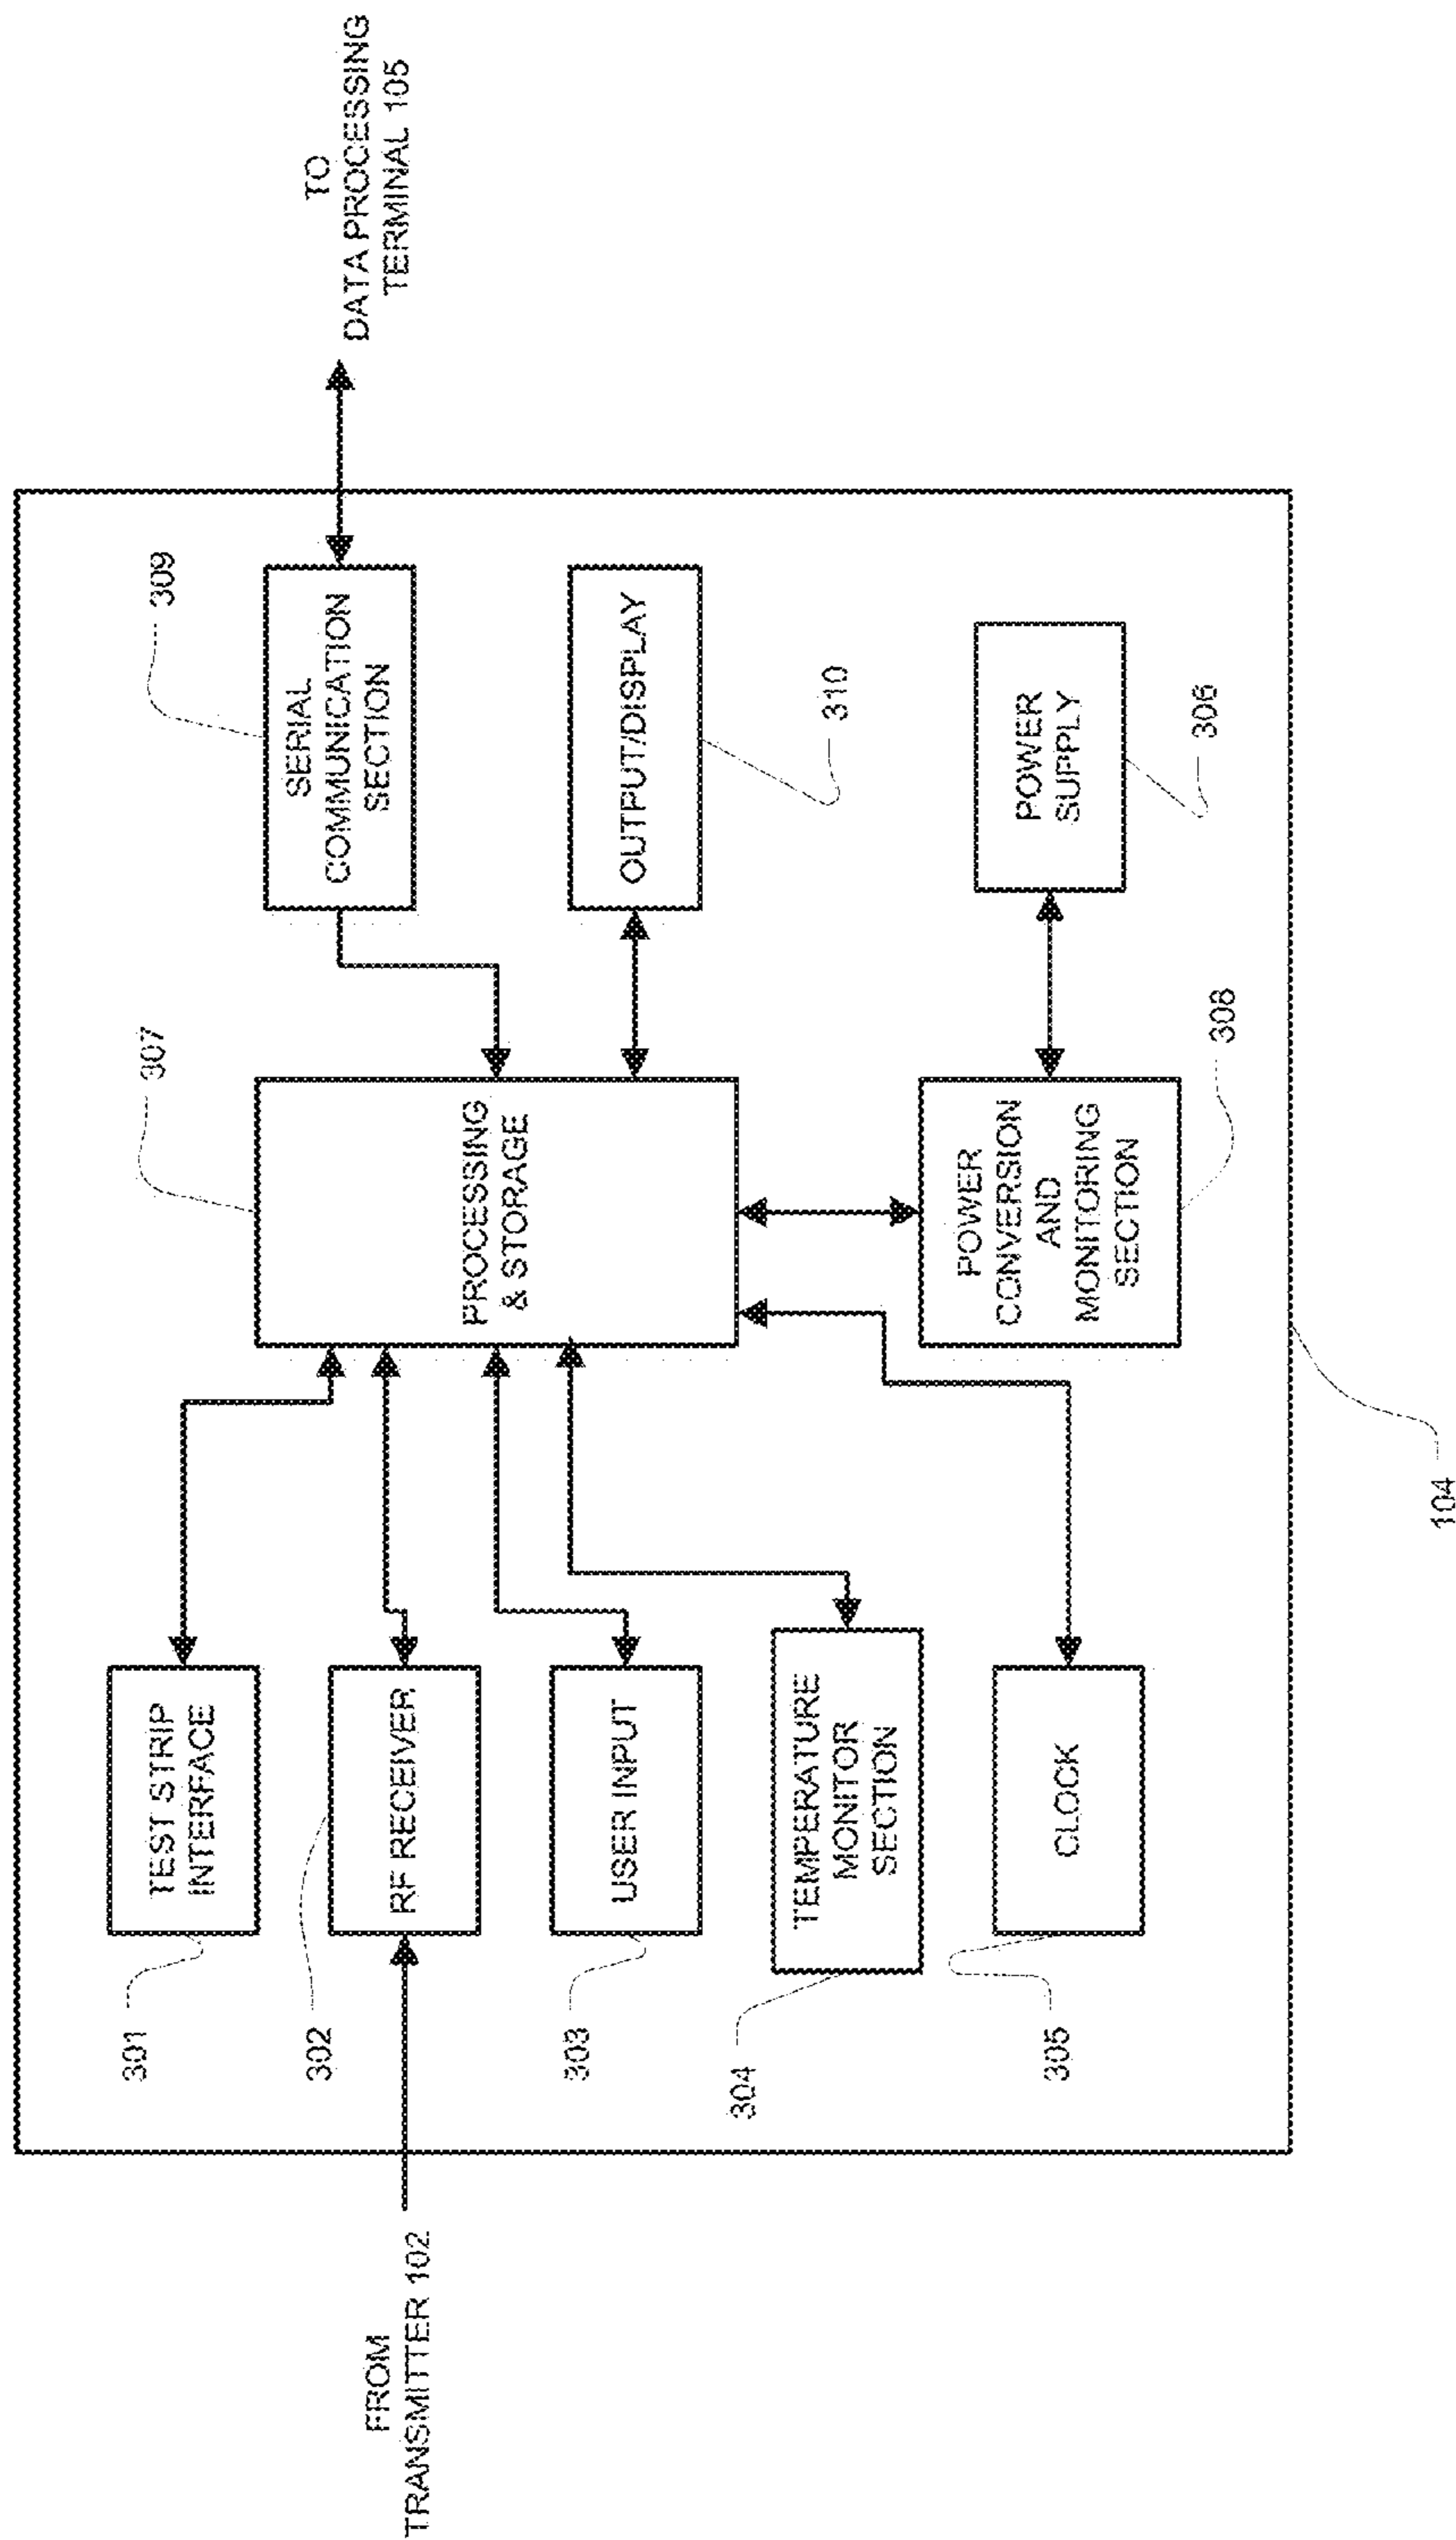 FROM
TRANSMITTER 102
301
TEST STRIP
INTERFACE
302
RF RECEIVER
303
USER INPUT
304
TEMPERATURE
MONITOR
SECTION
305
CLOCK
307
PROCESSING
& STORAGE
308
POWER
CONVERSION
AND
MONITORING
SECTION
309
SERIAL
COMMUNICATION
SECTION
OUTPUT/DISPLAY
310
POWER
SUPPLY
306
TO
DATA PROCESSING
TERMINAL 105
104